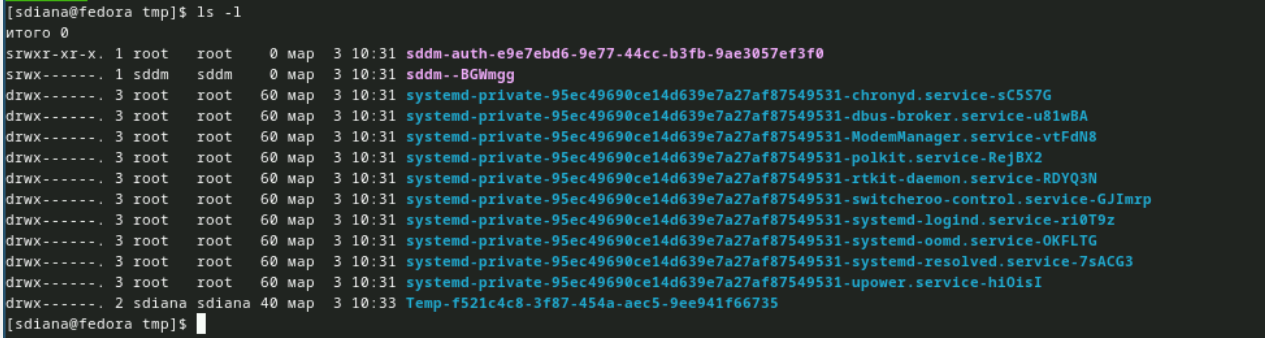 [sdiana@fedora tmp]$ ls -l
итого 0
srwxr-xr-x. 1 root   root    0 мар  3 10:31 sddm-auth-e9e7ebd6-9e77-44cc-b3fb-9ae3057ef3f0
srwx------. 1 sddm   sddm    0 мар  3 10:31 sddm--BGWmgg
drwx------. 3 root   root   60 мар  3 10:31 systemd-private-95ec49690ce14d639e7a27af87549531-chronyd.service-sC5S7G
drwx------. 3 root   root   60 мар  3 10:31 systemd-private-95ec49690ce14d639e7a27af87549531-dbus-broker.service-u81wBA
drwx------. 3 root   root   60 мар  3 10:31 systemd-private-95ec49690ce14d639e7a27af87549531-ModemManager.service-vtFdN8
drwx------. 3 root   root   60 мар  3 10:31 systemd-private-95ec49690ce14d639e7a27af87549531-polkit.service-RejBX2
drwx------. 3 root   root   60 мар  3 10:31 systemd-private-95ec49690ce14d639e7a27af87549531-rtkit-daemon.service-RDYQ3N
drwx------. 3 root   root   60 мар  3 10:31 systemd-private-95ec49690ce14d639e7a27af87549531-switcheroo-control.service-GJImrp
drwx------. 3 root   root   60 мар  3 10:31 systemd-private-95ec49690ce14d639e7a27af87549531-systemd-logind.service-ri0T9z
drwx------. 3 root   root   60 мар  3 10:31 systemd-private-95ec49690ce14d639e7a27af87549531-systemd-oomd.service-OKFLTG
drwx------. 3 root   root   60 мар  3 10:31 systemd-private-95ec49690ce14d639e7a27af87549531-systemd-resolved.service-7sACG3
drwx------. 3 root   root   60 мар  3 10:31 systemd-private-95ec49690ce14d639e7a27af87549531-upower.service-hiOisI
drwx------. 2 sdiana sdiana 40 мар  3 10:33 Temp-f521c4c8-3f87-454a-aec5-9ee941f66735
[sdiana@fedora tmp]$